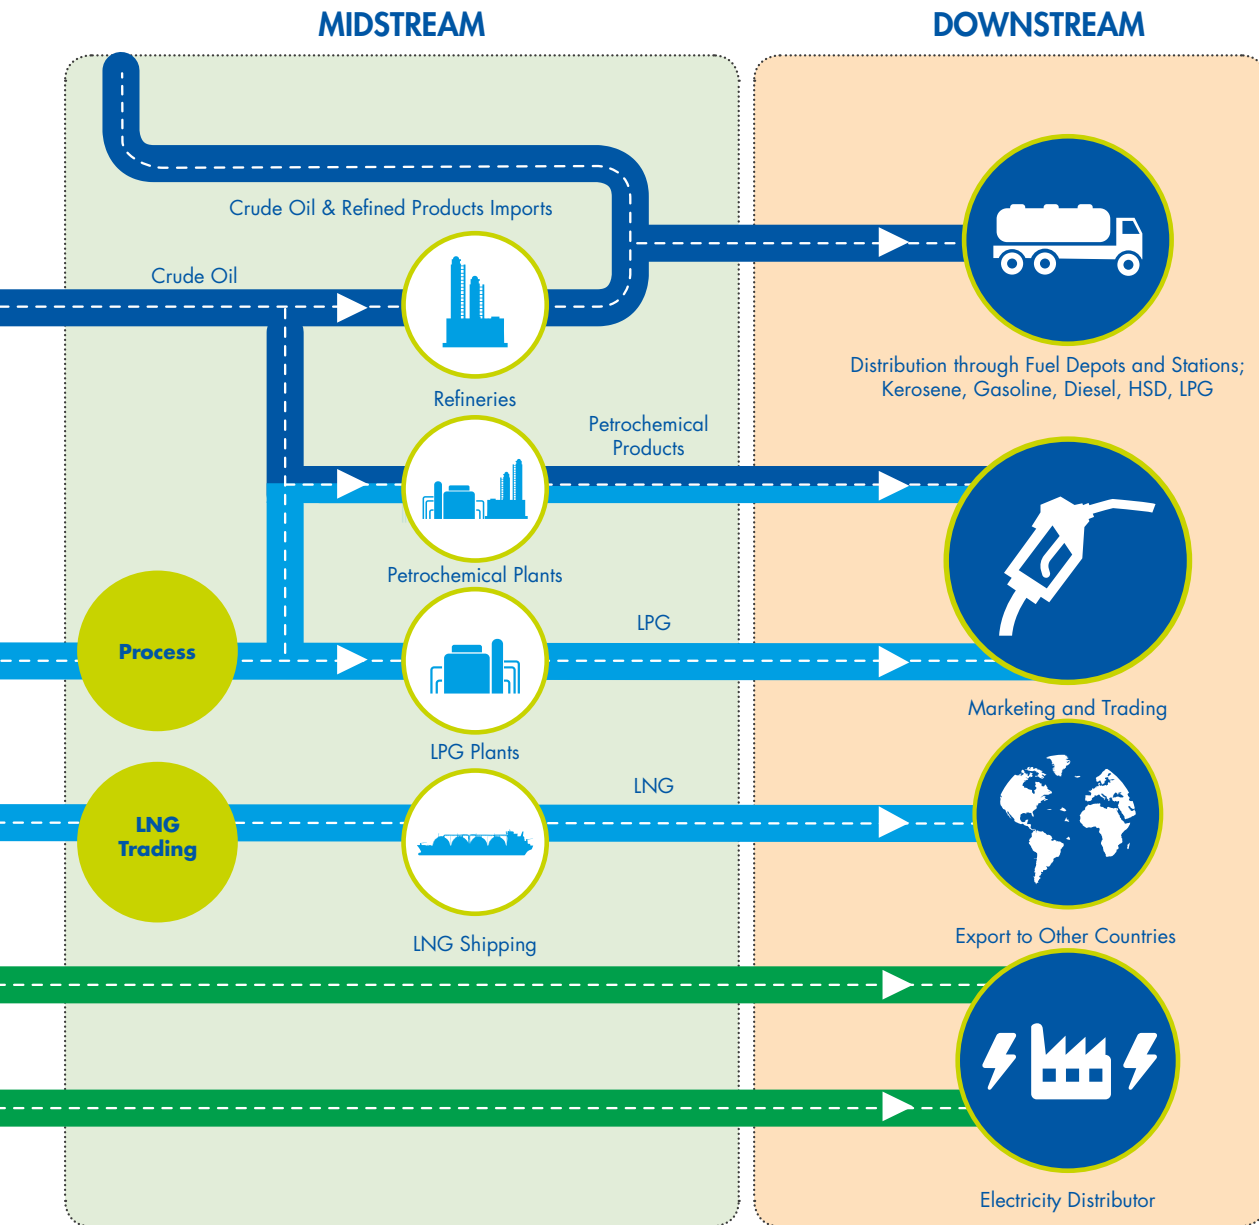 MIDSTREAM
DOWNSTREAM
Crude Oil & Refined Products Imports
Crude Oil
Refineries
Distribution through Fuel Depots and Stations;
Kerosene, Gasoline, Diesel, HSD, LPG
Petrochemical
Products
Petrochemical Plants
Process
LPG
Marketing and Trading
LPG Plants
LNG
Trading
LNG
LNG Shipping
Export to Other Countries
Electricity Distributor